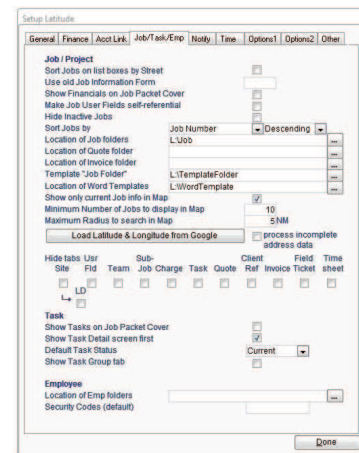 Setup Latitude
General Finance Acct Link Job/Task/Emp Notify Time Options1 Options2 Other
Job / Project
Sort Jobs on list boxes by Street
Use old Job Information Form
Show Financials on Job Packet Cover
Make Job User Fields self-referential
Hide Inactive Jobs
Sort Jobs by Job Number Descending
Location of Job folders L:\Job ...
Location of Quote folder ...
Location of Invoice folder ...
Template "Job Folder" L:\TemplateFolder ...
Location of Word Templates L:\WordTemplate ...
Show only current Job info in Map
Minimum Number of Jobs to display in Map 10
Maximum Radius to search in Map 5 NM
Load Latitude & Longitude from Google process incomplete
address data
Hide tabs Usr Sub- Client Field Time
Site Fld Team Job Charge Task Quote Ref Invoice Ticket sheet
LD
Task
Show Tasks on Job Packet Cover
Show Task Detail screen first
Default Task Status Current
Show Task Group tab
Employee
Location of Emp folders ...
Security Codes (default)
Done